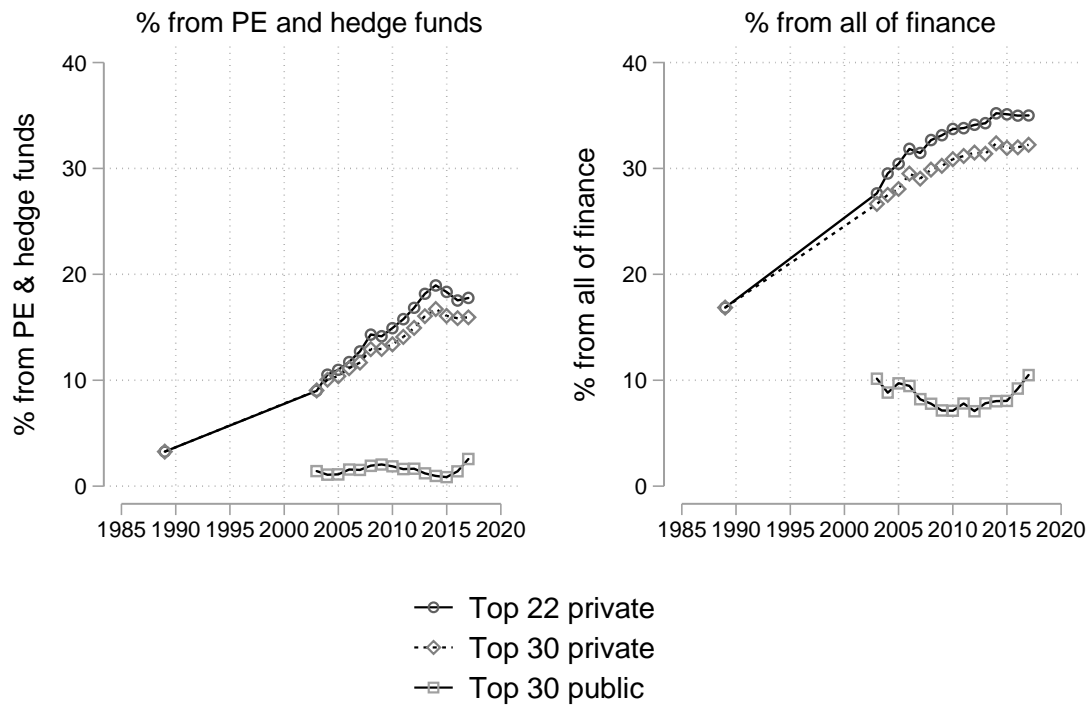 % from PE and hedge funds
% from PE & hedge funds
40
30
20
10
0
1985 1990 1995 2000 2005 2010 2015 2020
% from all of finance
% from all of finance
40
30
20
10
0
1985 1990 1995 2000 2005 2010 2015 2020
Top 22 private
Top 30 private
Top 30 public